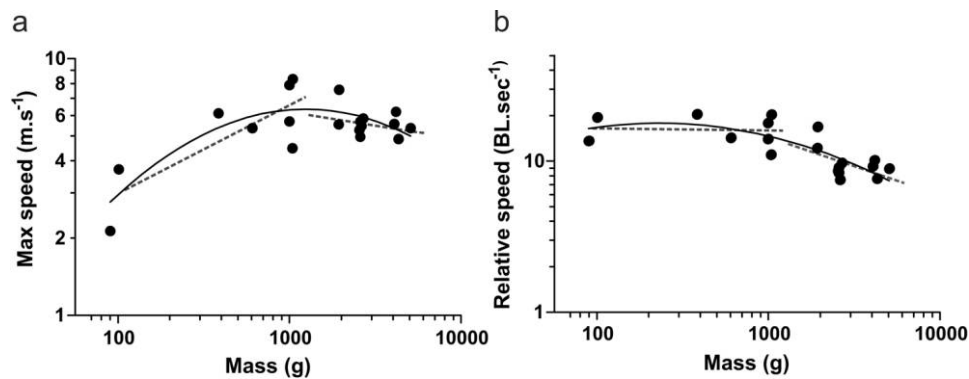 a
Max speed (m.s⁻¹)
10
8
6
4
2
1
100
1000
10000
Mass (g)
b
Relative speed (BL.sec⁻¹)
10
1
100
1000
10000
Mass (g)